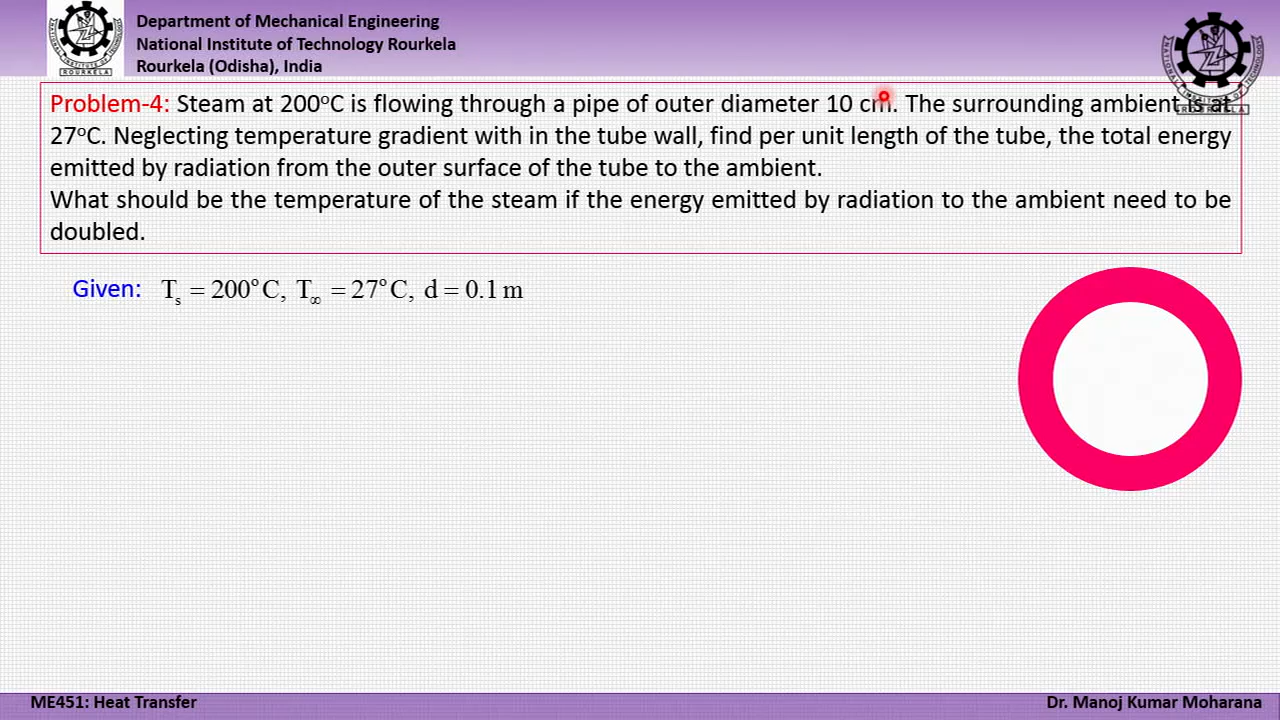 Department of Mechanical Engineering
National Institute of Technology Rourkela
Rourkela (Odisha), India
ROURKELA
Problem-4: Steam at 200°C is flowing through a pipe of outer diameter 10 cm. The surrounding ambient is at
27°C. Neglecting temperature gradient with in the tube wall, find per unit length of the tube, the total energy
emitted by radiation from the outer surface of the tube to the ambient.
What should be the temperature of the steam if the energy emitted by radiation to the ambient need to be
doubled.
Given: Tₛ = 200° C, T∞ = 27° C, d = 0.1 m
ME451: Heat Transfer
Dr. Manoj Kumar Moharana